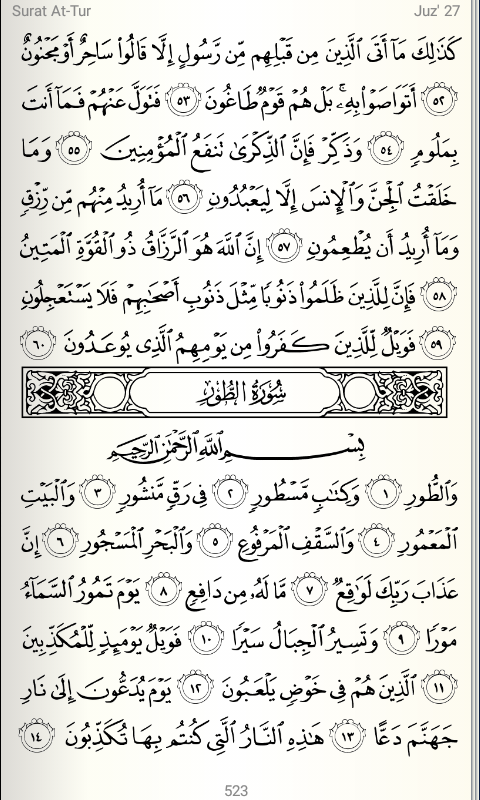 Surat At-Tur Juz' 27
كَذَٰلِكَ مَآ أَتَى ٱلَّذِينَ مِن قَبْلِهِم مِّن رَّسُولٍ إِلَّا قَالُوا۟ سَاحِرٌ أَوْ مَجْنُونٌ
٥٢ أَتَوَاصَوْا۟ بِهِۦ ۚ بَلْ هُمْ قَوْمٌ طَاغُونَ ٥٣ فَتَوَلَّ عَنْهُمْ فَمَآ أَنتَ
بِمَلُومٍ ٥٤ وَذَكِّرْ فَإِنَّ ٱلذِّكْرَىٰ تَنفَعُ ٱلْمُؤْمِنِينَ ٥٥ وَمَا
خَلَقْتُ ٱلْجِنَّ وَٱلْإِنسَ إِلَّا لِيَعْبُدُونِ ٥٦ مَآ أُرِيدُ مِنْهُم مِّن رِّزْقٍ
وَمَآ أُرِيدُ أَن يُطْعِمُونِ ٥٧ إِنَّ ٱللَّهَ هُوَ ٱلرَّزَّاقُ ذُو ٱلْقُوَّةِ ٱلْمَتِينُ
٥٨ فَإِنَّ لِلَّذِينَ ظَلَمُوا۟ ذَنُوبًا مِّثْلَ ذَنُوبِ أَصْحَٰبِهِمْ فَلَا يَسْتَعْجِلُونِ
٥٩ فَوَيْلٌ لِّلَّذِينَ كَفَرُوا۟ مِن يَوْمِهِمُ ٱلَّذِى يُوعَدُونَ ٦٠
سُورَةُ الطُّورِ
بِسْمِ ٱللَّهِ ٱلرَّحْمَٰنِ ٱلرَّحِيمِ
وَٱلطُّورِ ١ وَكِتَٰبٍ مَّسْطُورٍ ٢ فِى رَقٍّ مَّنشُورٍ ٣ وَٱلْبَيْتِ
ٱلْمَعْمُورِ ٤ وَٱلسَّقْفِ ٱلْمَرْفُوعِ ٥ وَٱلْبَحْرِ ٱلْمَسْجُورِ ٦ إِنَّ
عَذَابَ رَبِّكَ لَوَٰقِعٌ ٧ مَّا لَهُۥ مِن دَافِعٍ ٨ يَوْمَ تَمُورُ ٱلسَّمَآءُ
مَوْرًا ٩ وَتَسِيرُ ٱلْجِبَالُ سَيْرًا ١٠ فَوَيْلٌ يَوْمَئِذٍ لِّلْمُكَذِّبِينَ
١١ ٱلَّذِينَ هُمْ فِى خَوْضٍ يَلْعَبُونَ ١٢ يَوْمَ يُدَعُّونَ إِلَىٰ نَارِ
جَهَنَّمَ دَعًّا ١٣ هَٰذِهِ ٱلنَّارُ ٱلَّتِى كُنتُم بِهَا تُكَذِّبُونَ ١٤
523